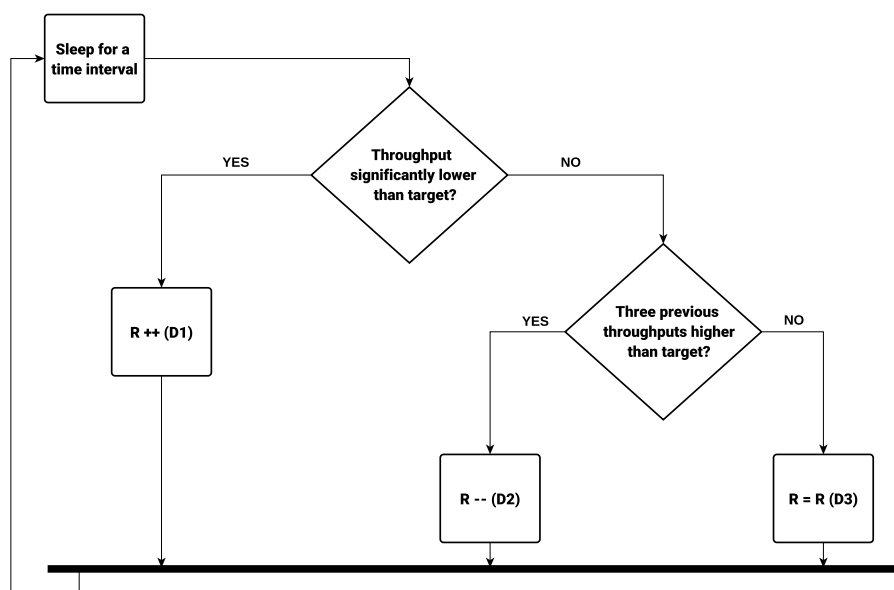 Sleep for a
time interval
YES
Throughput
significantly lower
than target?
NO
R ++ (D1)
YES
Three previous
throughputs higher
than target?
NO
R -- (D2)
R = R (D3)